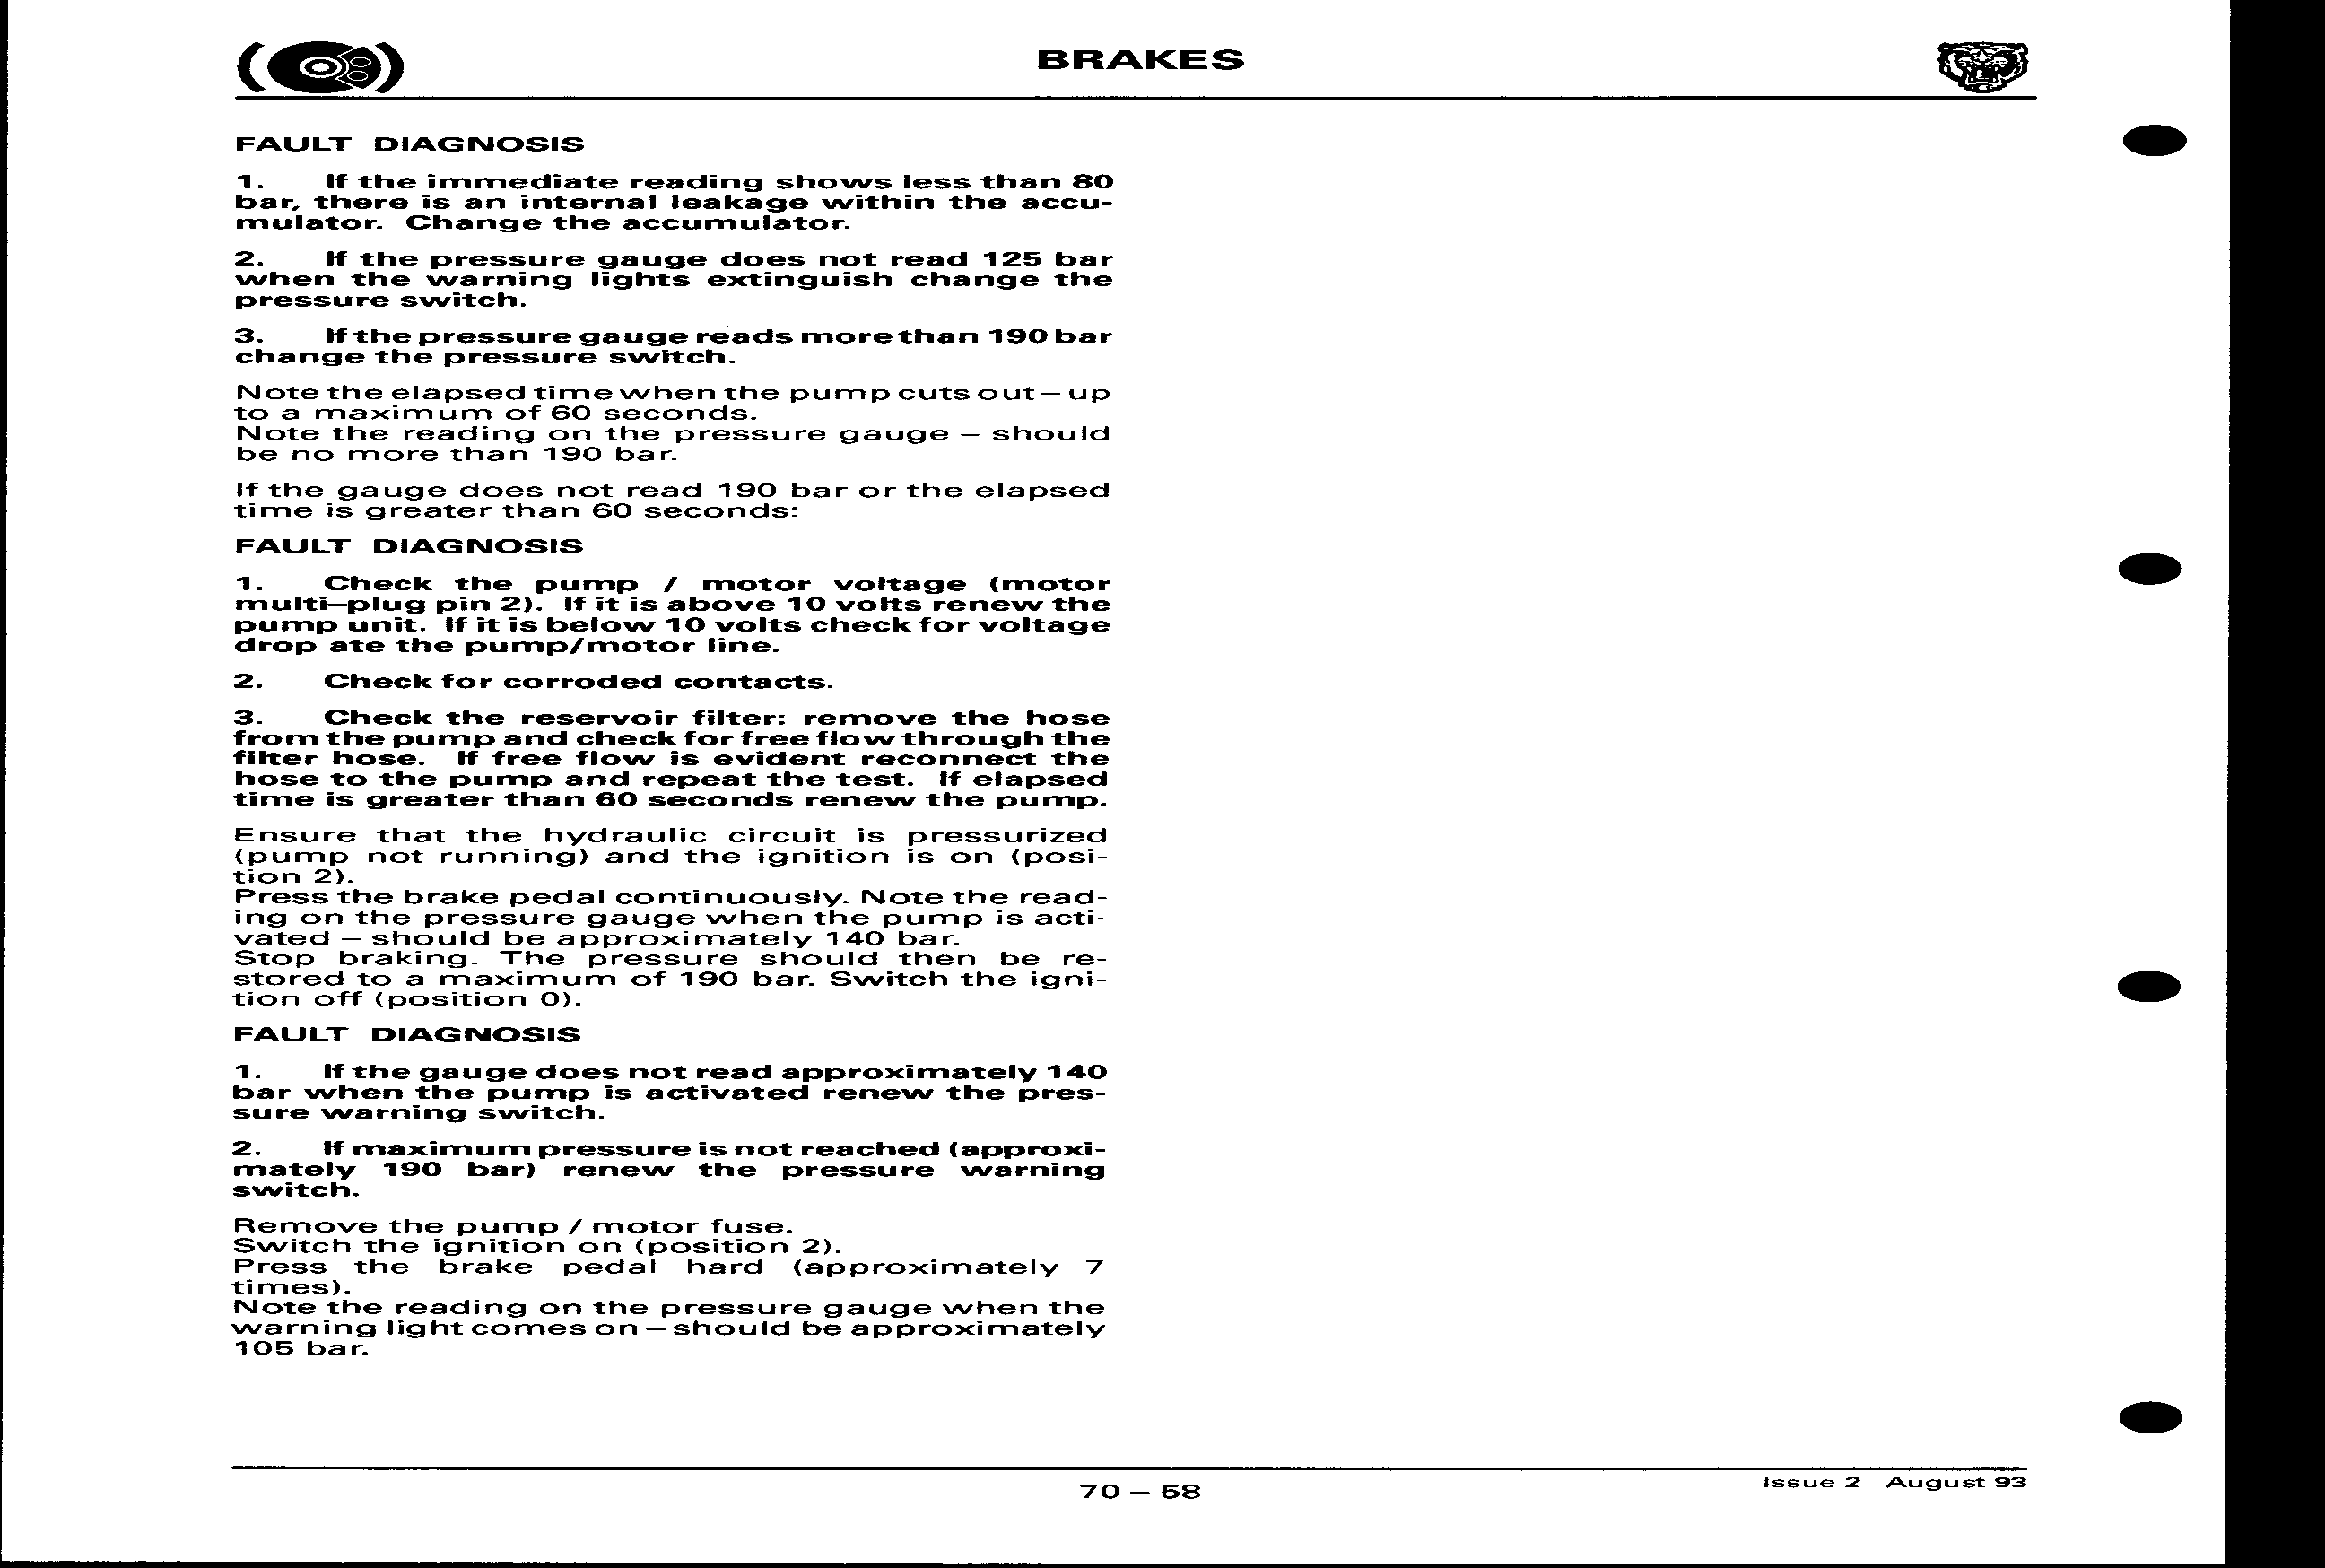 BRAKES
FAULT DIAGNOSIS
1. If the immediate reading shows less than 80
bar, there is an internal leakage within the accu-
mulator. Change the accumulator.
2. If the pressure gauge does not read 125 bar
when the warning lights extinguish change the
pressure switch.
3. If the pressure gauge reads more than 190 bar
change the pressure switch.
Note the elapsed time when the pump cuts out – up
to a maximum of 60 seconds.
Note the reading on the pressure gauge – should
be no more than 190 bar.
If the gauge does not read 190 bar or the elapsed
time is greater than 60 seconds:
FAULT DIAGNOSIS
1. Check the pump / motor voltage (motor
multi–plug pin 2). If it is above 10 volts renew the
pump unit. If it is below 10 volts check for voltage
drop ate the pump/motor line.
2. Check for corroded contacts.
3. Check the reservoir filter: remove the hose
from the pump and check for free flow through the
filter hose. If free flow is evident reconnect the
hose to the pump and repeat the test. If elapsed
time is greater than 60 seconds renew the pump.
Ensure that the hydraulic circuit is pressurized
(pump not running) and the ignition is on (posi-
tion 2).
Press the brake pedal continuously. Note the read-
ing on the pressure gauge when the pump is acti-
vated – should be approximately 140 bar.
Stop braking. The pressure should then be re-
stored to a maximum of 190 bar. Switch the igni-
tion off (position 0).
FAULT DIAGNOSIS
1. If the gauge does not read approximately 140
bar when the pump is activated renew the pres-
sure warning switch.
2. If maximum pressure is not reached (approxi-
mately 190 bar) renew the pressure warning
switch.
Remove the pump / motor fuse.
Switch the ignition on (position 2).
Press the brake pedal hard (approximately 7
times).
Note the reading on the pressure gauge when the
warning light comes on – should be approximately
105 bar.
70 – 58
Issue 2 August 93